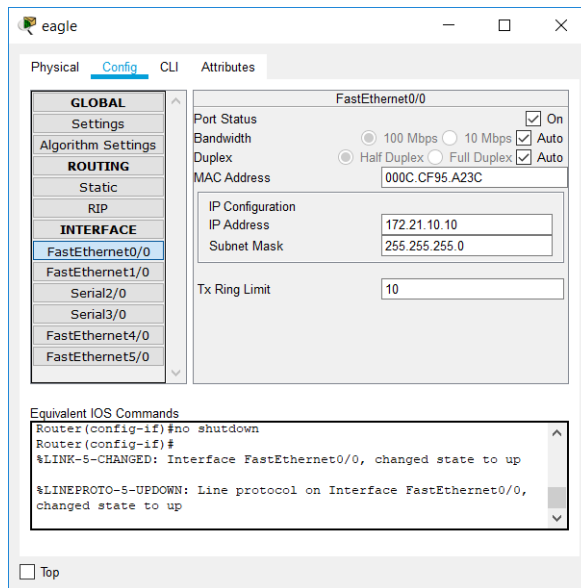 eagle
Physical Config CLI Attributes
GLOBAL
Settings
Algorithm Settings
ROUTING
Static
RIP
INTERFACE
FastEthernet0/0
FastEthernet1/0
Serial2/0
Serial3/0
FastEthernet4/0
FastEthernet5/0
FastEthernet0/0
Port Status On
Bandwidth 100 Mbps 10 Mbps Auto
Duplex Half Duplex Full Duplex Auto
MAC Address 000C.CF95.A23C
IP Configuration
IP Address 172.21.10.10
Subnet Mask 255.255.255.0
Tx Ring Limit 10
Equivalent IOS Commands
Router(config-if)#no shutdown
Router(config-if)#
%LINK-5-CHANGED: Interface FastEthernet0/0, changed state to up
%LINEPROTO-5-UPDOWN: Line protocol on Interface FastEthernet0/0,
changed state to up
Top